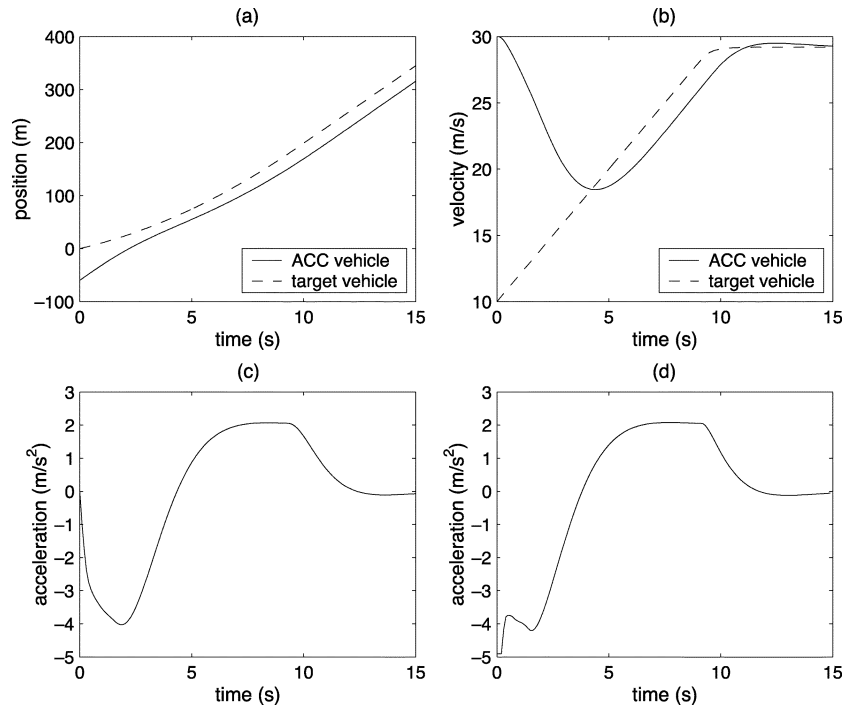 (a)
400
300
200
100
0
−100
position (m)
ACC vehicle
target vehicle
0 5 10 15
time (s)
(b)
30
25
20
15
10
velocity (m/s)
ACC vehicle
target vehicle
0 5 10 15
time (s)
(c)
3
2
1
0
−1
−2
−3
−4
−5
acceleration (m/s²)
0 5 10 15
time (s)
(d)
3
2
1
0
−1
−2
−3
−4
−5
acceleration (m/s²)
0 5 10 15
time (s)